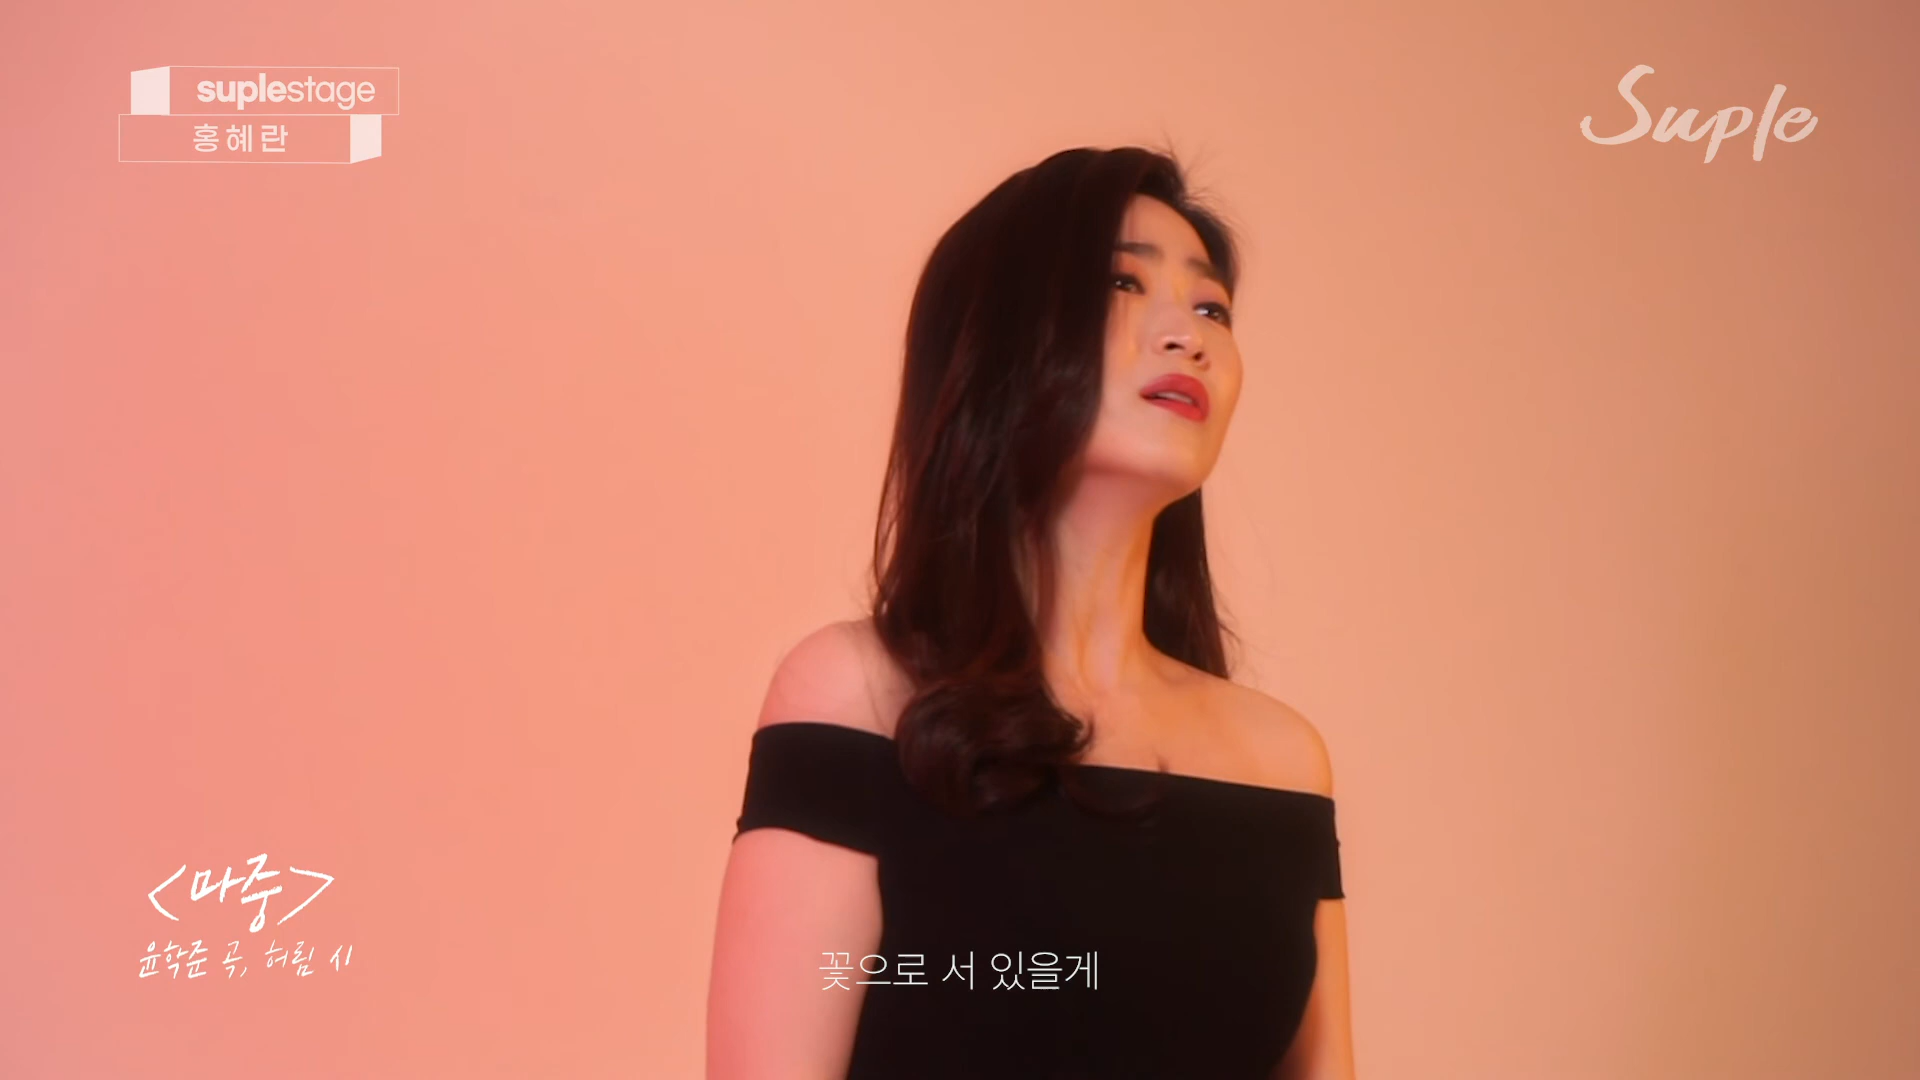 suplestage
홍혜란
Suple
<마중>
윤학준 곡, 허림 시
꽃으로 서 있을게